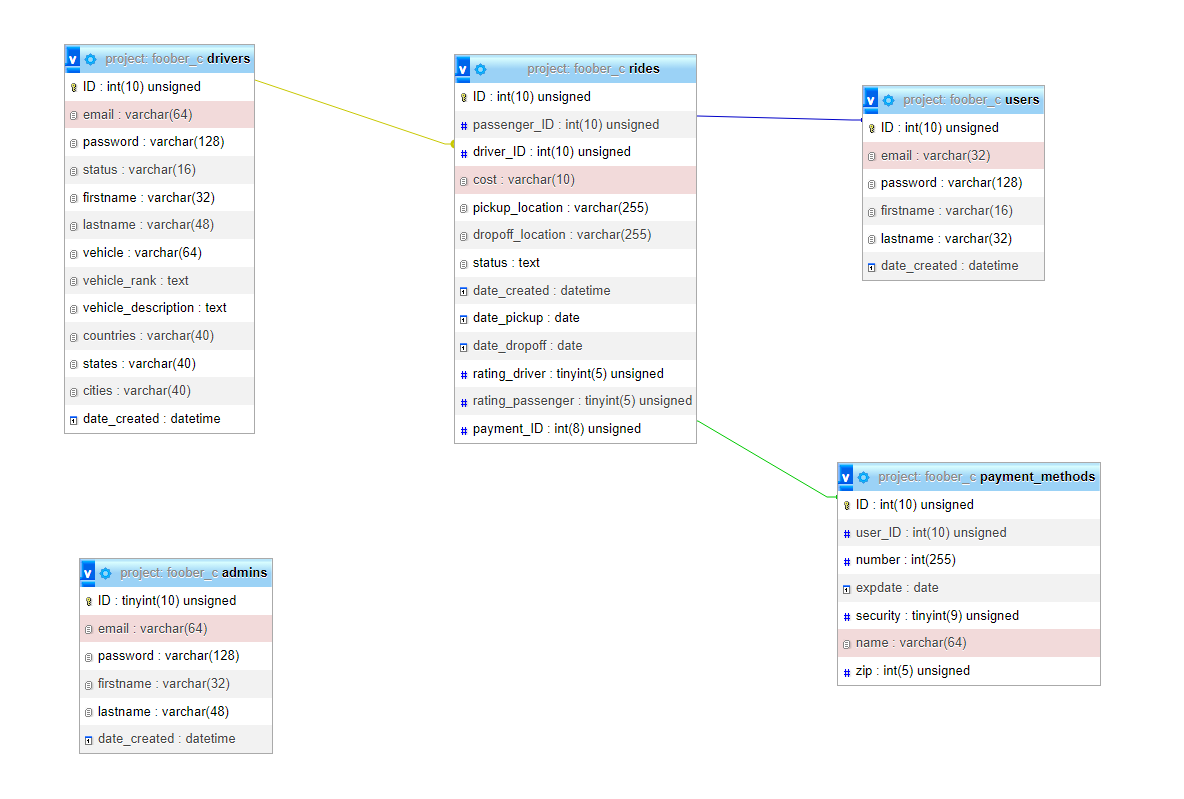 v project: foober_c drivers
ID : int(10) unsigned
email : varchar(64)
password : varchar(128)
status : varchar(16)
firstname : varchar(32)
lastname : varchar(48)
vehicle : varchar(64)
vehicle_rank : text
vehicle_description : text
countries : varchar(40)
states : varchar(40)
cities : varchar(40)
date_created : datetime
v project: foober_c rides
ID : int(10) unsigned
# passenger_ID : int(10) unsigned
# driver_ID : int(10) unsigned
cost : varchar(10)
pickup_location : varchar(255)
dropoff_location : varchar(255)
status : text
date_created : datetime
date_pickup : date
date_dropoff : date
# rating_driver : tinyint(5) unsigned
# rating_passenger : tinyint(5) unsigned
# payment_ID : int(8) unsigned
v project: foober_c users
ID : int(10) unsigned
email : varchar(32)
password : varchar(128)
firstname : varchar(16)
lastname : varchar(32)
date_created : datetime
v project: foober_c payment_methods
ID : int(10) unsigned
# user_ID : int(10) unsigned
# number : int(255)
expdate : date
# security : tinyint(9) unsigned
name : varchar(64)
# zip : int(5) unsigned
v project: foober_c admins
ID : tinyint(10) unsigned
email : varchar(64)
password : varchar(128)
firstname : varchar(32)
lastname : varchar(48)
date_created : datetime